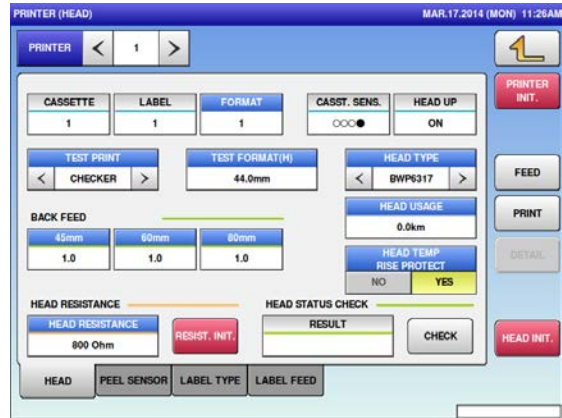 PRINTER (HEAD) MAR.17.2014 (MON) 11:26AM
PRINTER < 1 >
PRINTER INIT.
CASSETTE LABEL FORMAT CASST. SENS. HEAD UP
1 1 1 ○○○● ON
TEST PRINT TEST FORMAT(H) HEAD TYPE
< CHECKER > 44.0mm < BWP6317 >
FEED
HEAD USAGE
0.0km
PRINT
BACK FEED
45mm 60mm 80mm
1.0 1.0 1.0
HEAD TEMP
RISE PROTECT
NO YES
DETAIL
HEAD RESISTANCE HEAD STATUS CHECK
HEAD RESISTANCE RESULT
800 Ohm
RESIST. INIT.
CHECK
HEAD INIT.
HEAD PEEL SENSOR LABEL TYPE LABEL FEED